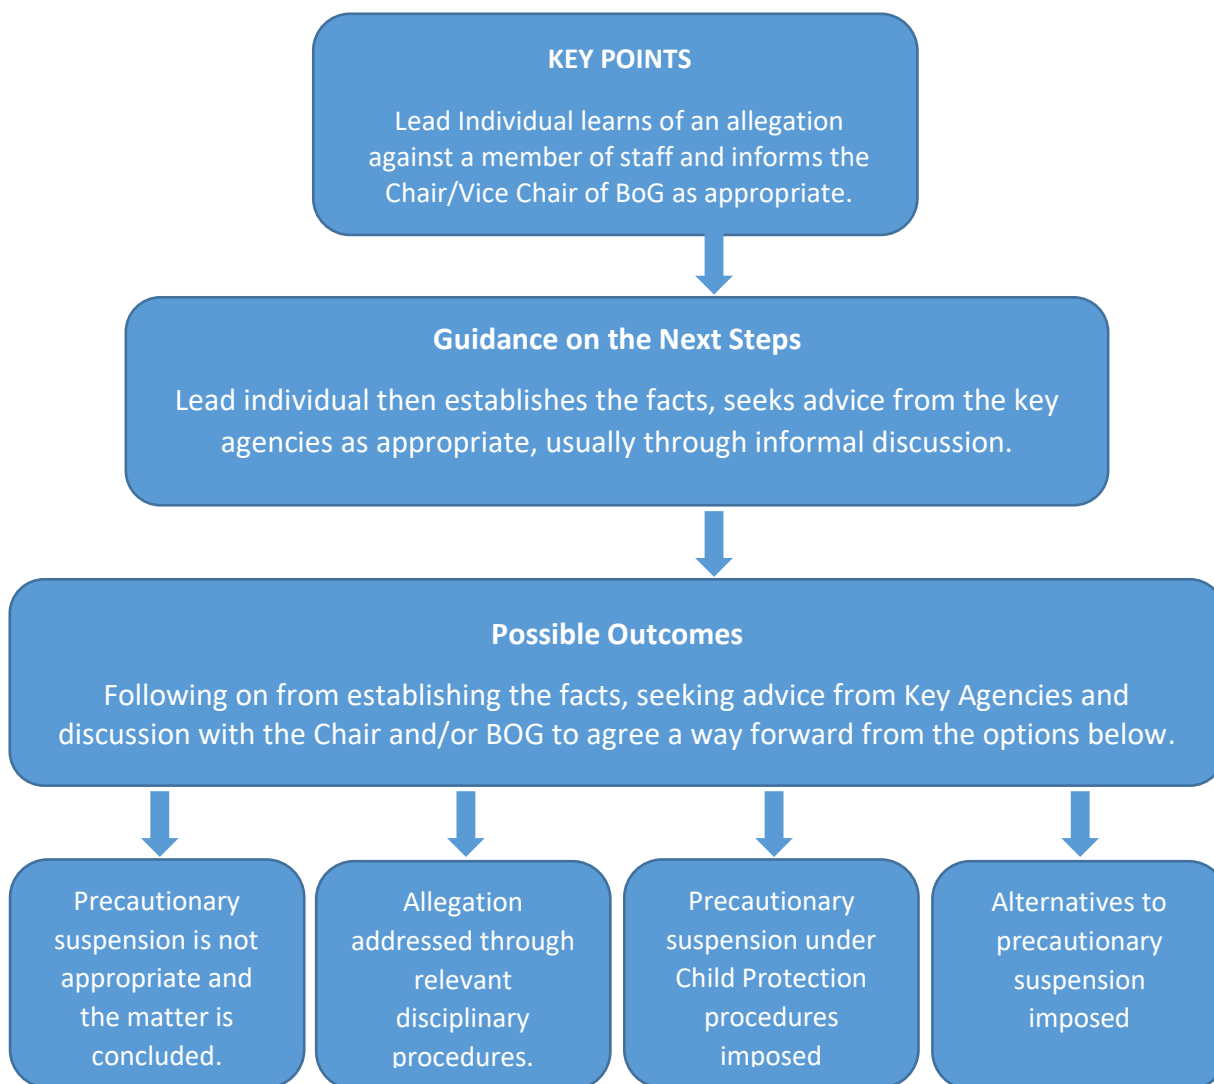 KEY POINTS
Lead Individual learns of an allegation
against a member of staff and informs the
Chair/Vice Chair of BoG as appropriate.
Guidance on the Next Steps
Lead individual then establishes the facts, seeks advice from the key
agencies as appropriate, usually through informal discussion.
Possible Outcomes
Following on from establishing the facts, seeking advice from Key Agencies and
discussion with the Chair and/or BOG to agree a way forward from the options below.
Precautionary
suspension is not
appropriate and
the matter is
concluded.
Allegation
addressed through
relevant
disciplinary
procedures.
Precautionary
suspension under
Child Protection
procedures
imposed
Alternatives to
precautionary
suspension
imposed